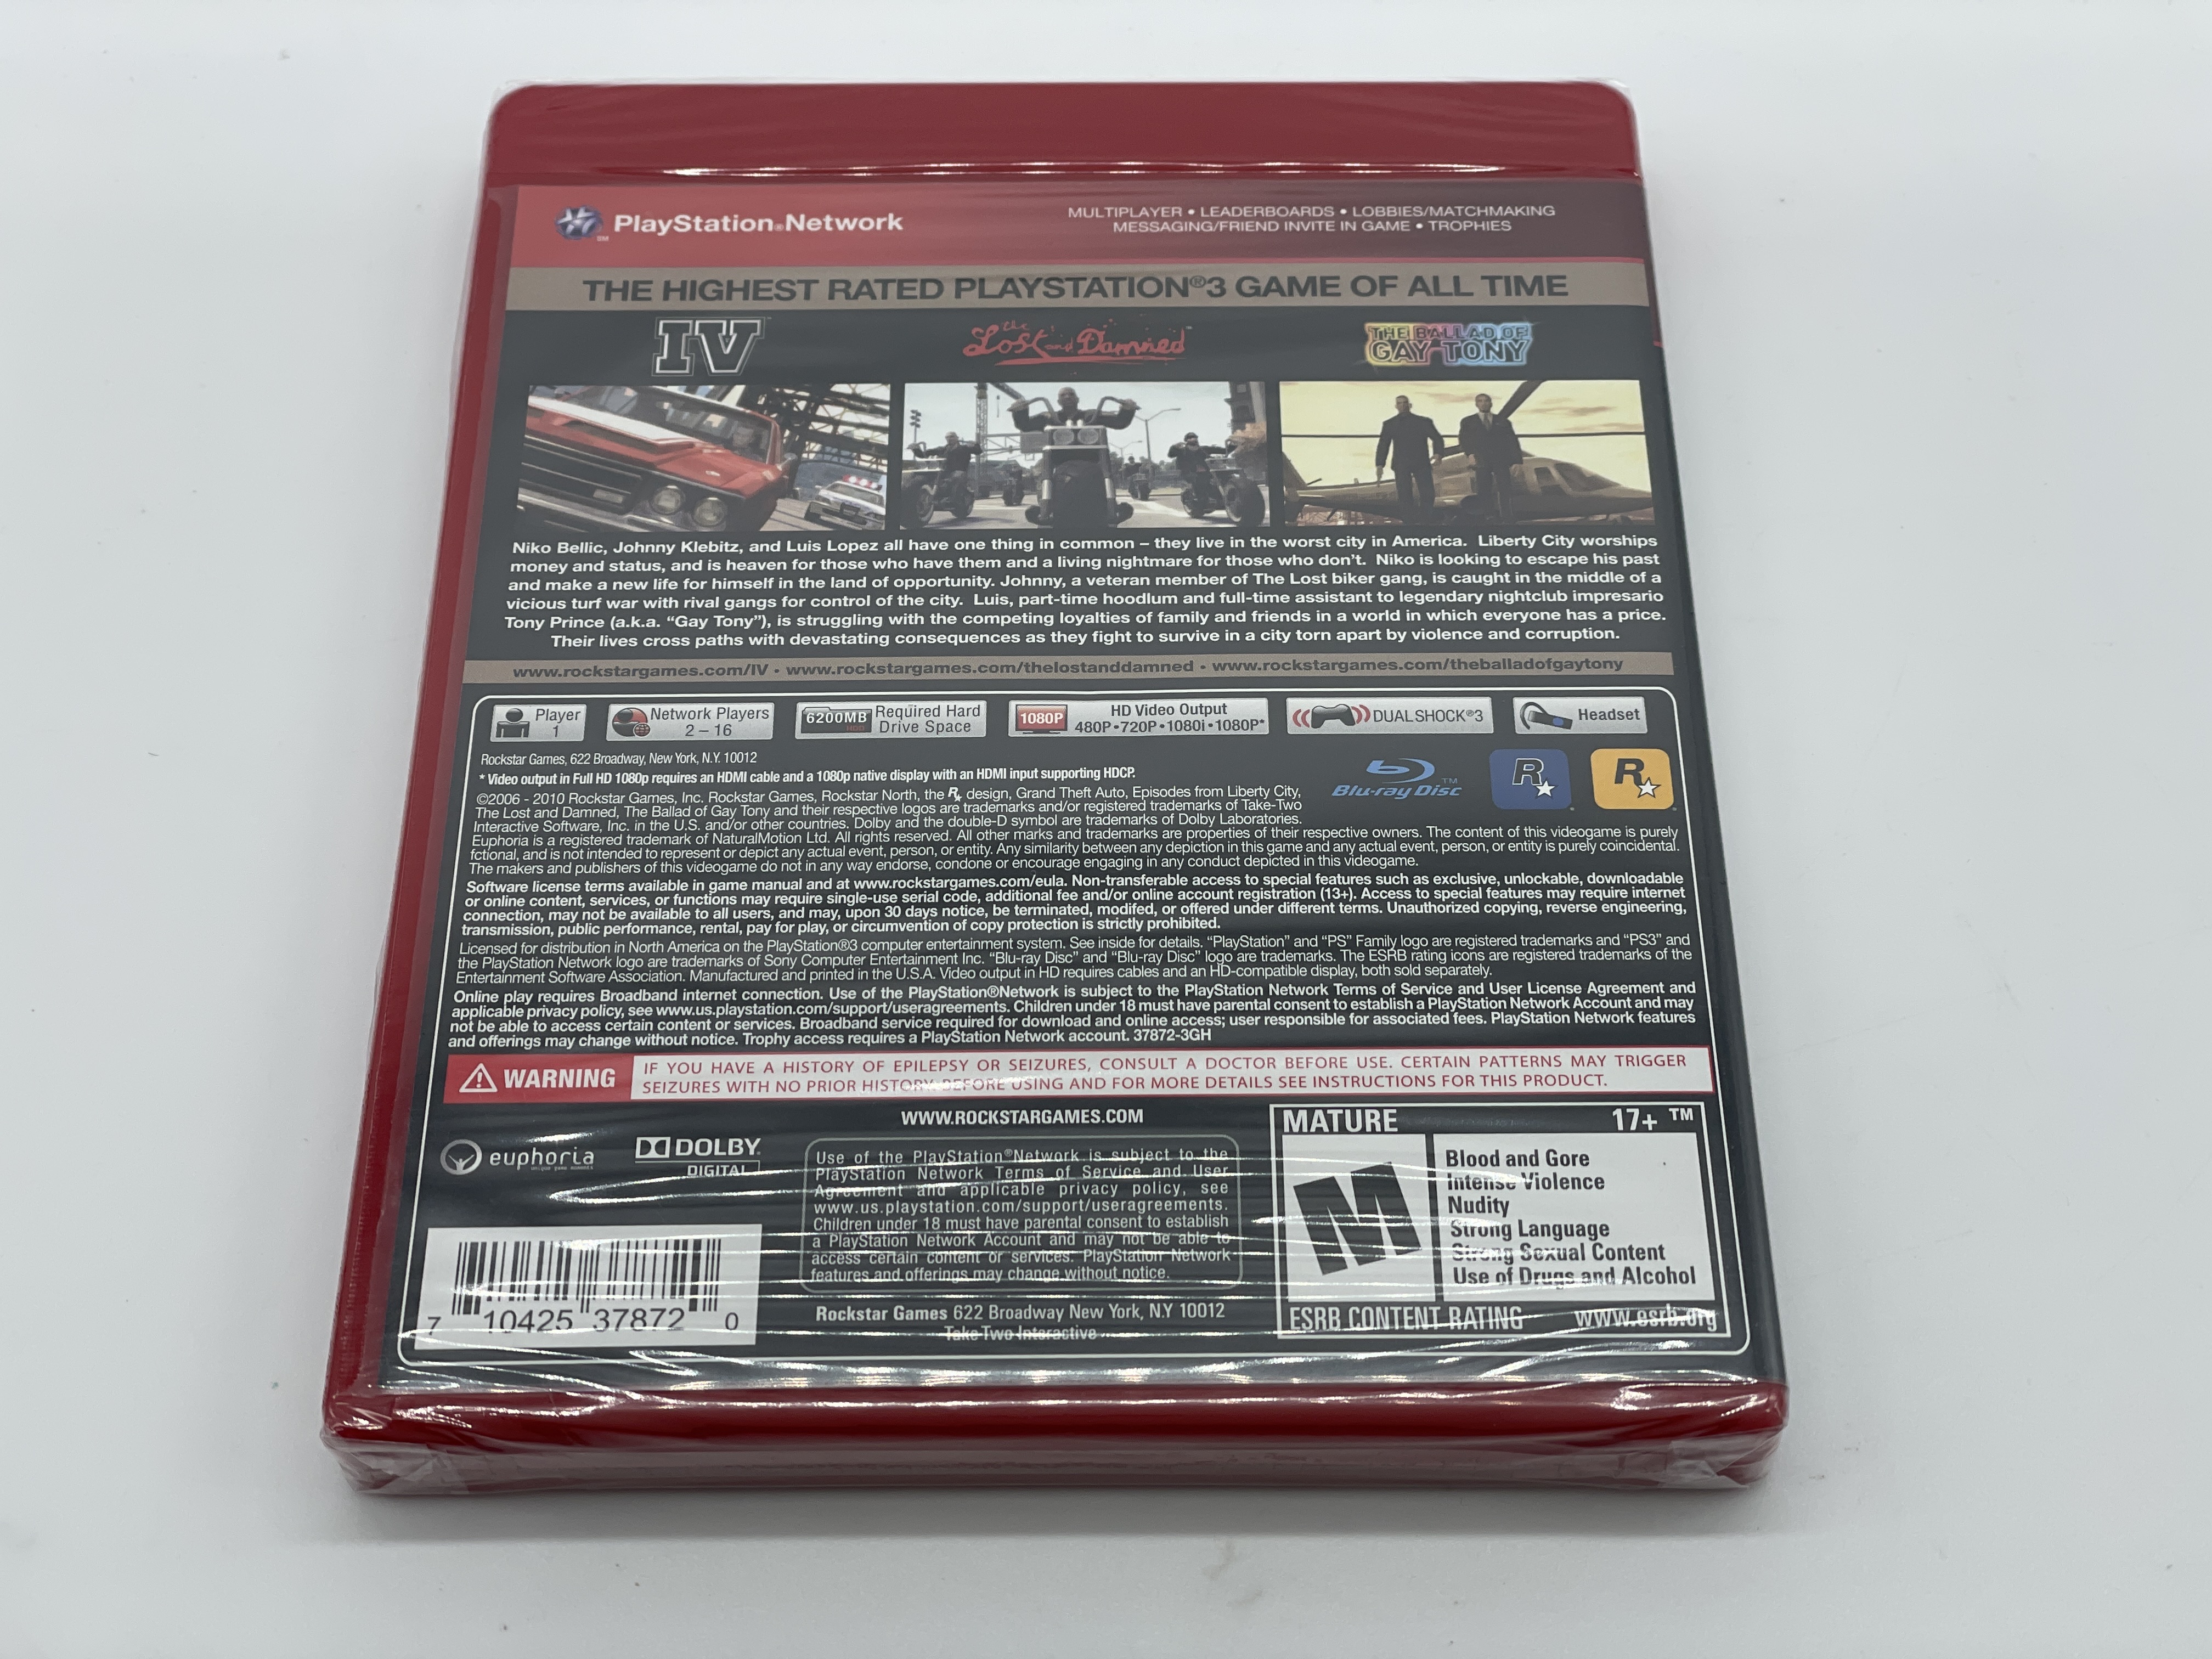 PlayStation®Network
SM
MULTIPLAYER • LEADERBOARDS • LOBBIES/MATCHMAKING
MESSAGING/FRIEND INVITE IN GAME • TROPHIES
THE HIGHEST RATED PLAYSTATION®3 GAME OF ALL TIME
IV
the Lost and Damned
THE BALLAD OF
GAY TONY
Niko Bellic, Johnny Klebitz, and Luis Lopez all have one thing in common – they live in the worst city in America. Liberty City worships
money and status, and is heaven for those who have them and a living nightmare for those who don't. Niko is looking to escape his past
and make a new life for himself in the land of opportunity. Johnny, a veteran member of The Lost biker gang, is caught in the middle of a
vicious turf war with rival gangs for control of the city. Luis, part-time hoodlum and full-time assistant to legendary nightclub impresario
Tony Prince (a.k.a. “Gay Tony”), is struggling with the competing loyalties of family and friends in a world in which everyone has a price.
Their lives cross paths with devastating consequences as they fight to survive in a city torn apart by violence and corruption.
www.rockstargames.com/IV • www.rockstargames.com/thelostanddamned • www.rockstargames.com/theballadofgaytony
Player
1
Network Players
2 – 16
6200MB
Required Hard
Drive Space
1080P
HD Video Output
480P•720P•1080i•1080P*
DUALSHOCK®3
Headset
Rockstar Games, 622 Broadway, New York, N.Y. 10012
* Video output in Full HD 1080p requires an HDMI cable and a 1080p native display with an HDMI input supporting HDCP.
Blu-ray Disc™
R
R
©2006 - 2010 Rockstar Games, Inc. Rockstar Games, Rockstar North, the R design, Grand Theft Auto, Episodes from Liberty City,
The Lost and Damned, The Ballad of Gay Tony and their respective logos are trademarks and/or registered trademarks of Take-Two
Interactive Software, Inc. in the U.S. and/or other countries. Dolby and the double-D symbol are trademarks of Dolby Laboratories.
Euphoria is a registered trademark of NaturalMotion Ltd. All rights reserved. All other marks and trademarks are properties of their respective owners. The content of this videogame is purely
fctional, and is not intended to represent or depict any actual event, person, or entity. Any similarity between any depiction in this game and any actual event, person, or entity is purely coincidental.
The makers and publishers of this videogame do not in any way endorse, condone or encourage engaging in any conduct depicted in this videogame.
Software license terms available in game manual and at www.rockstargames.com/eula. Non-transferable access to special features such as exclusive, unlockable, downloadable
or online content, services, or functions may require single-use serial code, additional fee and/or online account registration (13+). Access to special features may require internet
connection, may not be available to all users, and may, upon 30 days notice, be terminated, modifed, or offered under different terms. Unauthorized copying, reverse engineering,
transmission, public performance, rental, pay for play, or circumvention of copy protection is strictly prohibited.
Licensed for distribution in North America on the PlayStation®3 computer entertainment system. See inside for details. “PlayStation” and “PS” Family logo are registered trademarks and “PS3” and
the PlayStation Network logo are trademarks of Sony Computer Entertainment Inc. “Blu-ray Disc” and “Blu-ray Disc” logo are trademarks. The ESRB rating icons are registered trademarks of the
Entertainment Software Association. Manufactured and printed in the U.S.A. Video output in HD requires cables and an HD-compatible display, both sold separately.
Online play requires Broadband internet connection. Use of the PlayStation®Network is subject to the PlayStation Network Terms of Service and User License Agreement and
applicable privacy policy, see www.us.playstation.com/support/useragreements. Children under 18 must have parental consent to establish a PlayStation Network Account and may
not be able to access certain content or services. Broadband service required for download and online access; user responsible for associated fees. PlayStation Network features
and offerings may change without notice. Trophy access requires a PlayStation Network account. 37872-3GH
WARNING
IF YOU HAVE A HISTORY OF EPILEPSY OR SEIZURES, CONSULT A DOCTOR BEFORE USE. CERTAIN PATTERNS MAY TRIGGER
SEIZURES WITH NO PRIOR HISTORY. BEFORE USING AND FOR MORE DETAILS SEE INSTRUCTIONS FOR THIS PRODUCT.
WWW.ROCKSTARGAMES.COM
euphoria
DOLBY
DIGITAL
Use of the PlayStation®Network is subject to the
PlayStation Network Terms of Service and User
Agreement and applicable privacy policy, see
www.us.playstation.com/support/useragreements.
Children under 18 must have parental consent to establish
a PlayStation Network Account and may not be able to
access certain content or services. PlayStation Network
features and offerings may change without notice.
Rockstar Games 622 Broadway New York, N.Y 10012
Take-Two Interactive
7 10425 37872 0
MATURE 17+ ™
M
Blood and Gore
Intense Violence
Nudity
Strong Language
Strong Sexual Content
Use of Drugs and Alcohol
ESRB CONTENT RATING www.esrb.org